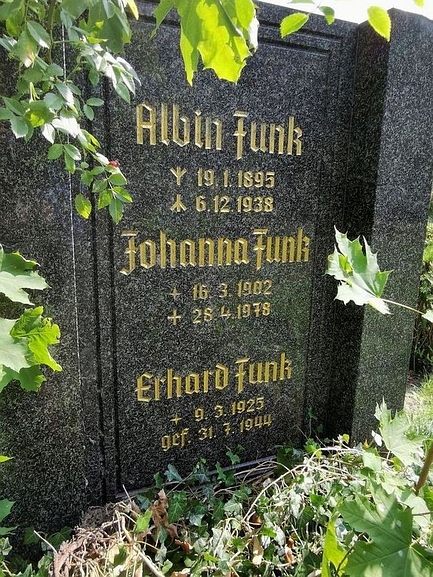 Albin Funk
ᛉ 19.1.1895
ᛣ 6.12.1938
Johanna Funk
+ 16.3.1902
+ 28.4.1978
Erhard Funk
+ 9.3.1925
gef. 31.7.1944